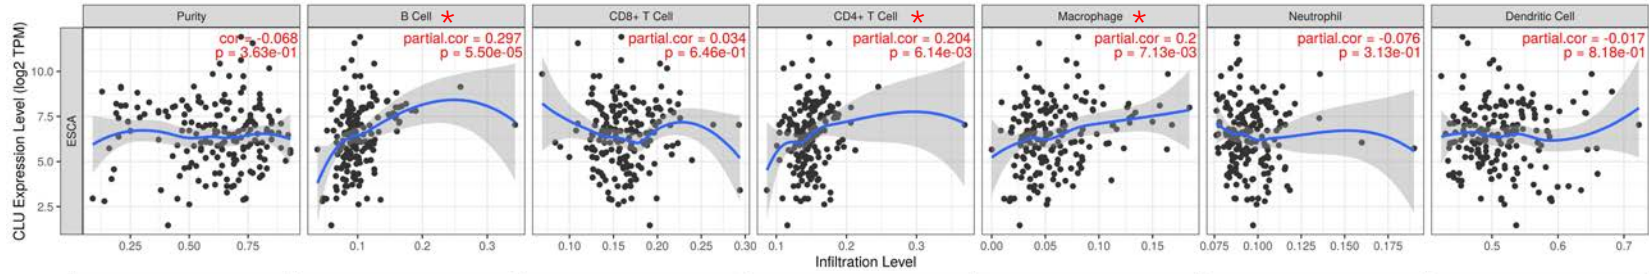 Purity
B Cell *
CD8+ T Cell
CD4+ T Cell *
Macrophage *
Neutrophil
Dendritic Cell
cor = -0.068
p = 3.63e-01
partial.cor = 0.297
p = 5.50e-05
partial.cor = 0.034
p = 6.46e-01
partial.cor = 0.204
p = 6.14e-03
partial.cor = 0.2
p = 7.13e-03
partial.cor = -0.076
p = 3.13e-01
partial.cor = -0.017
p = 8.18e-01
CLU Expression Level (log2 TPM)
ESCA
10.0
7.5
5.0
2.5
0.25 0.50 0.75
0.1 0.2 0.3
0.10 0.15 0.20 0.25 0.30
0.1 0.2 0.3
0.00 0.05 0.10 0.15
0.075 0.100 0.125 0.150 0.175
0.5 0.6 0.7
Infiltration Level